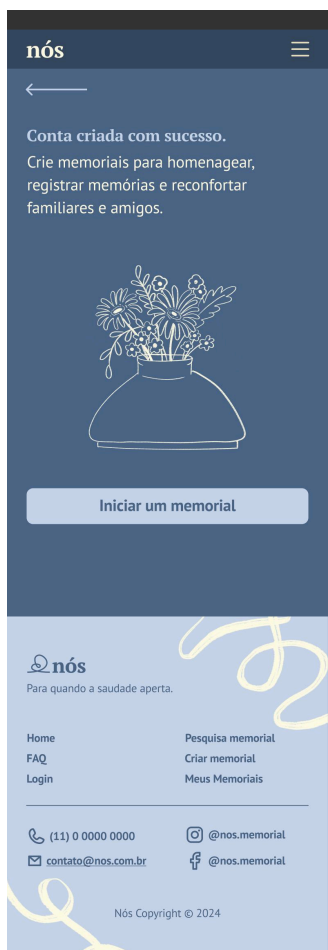 nós
Conta criada com sucesso.
Crie memoriais para homenagear,
registrar memórias e reconfortar
familiares e amigos.
Iniciar um memorial
nós
Para quando a saudade aperta.
Home
FAQ
Login
Pesquisa memorial
Criar memorial
Meus Memoriais
(11) 0 0000 0000
contato@nos.com.br
@nos.memorial
@nos.memorial
Nós Copyright © 2024